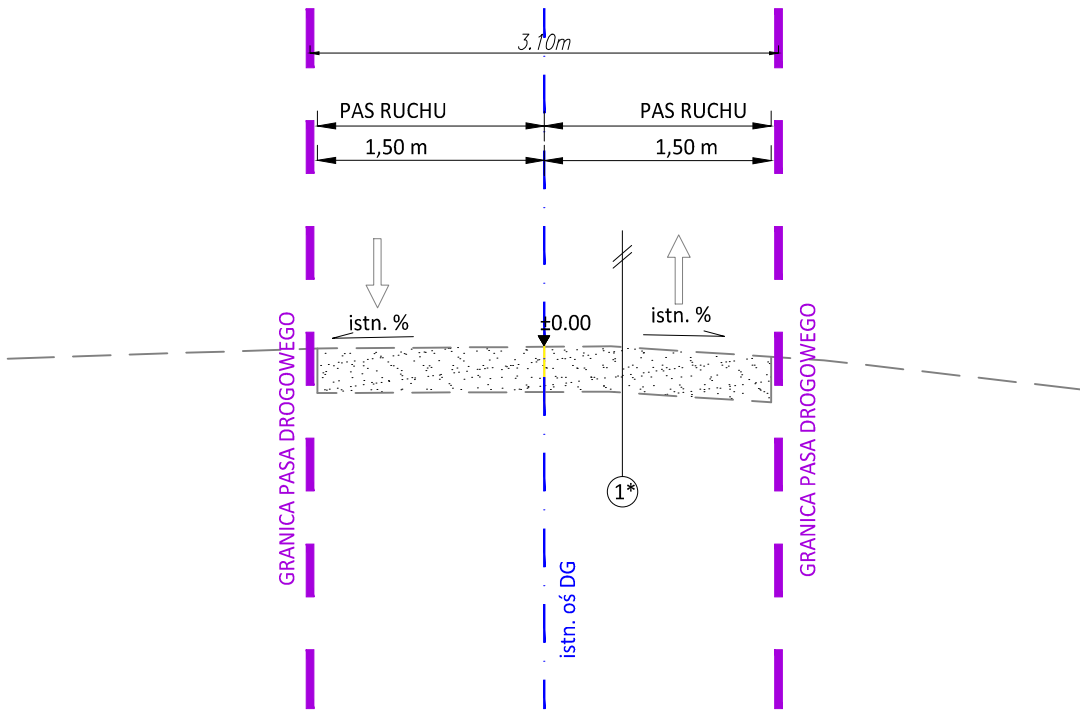 3.10m
PAS RUCHU
PAS RUCHU
1,50 m
1,50 m
istn. %
±0.00
istn. %
GRANICA PASA DROGOWEGO
GRANICA PASA DROGOWEGO
1*
istn. oś DG